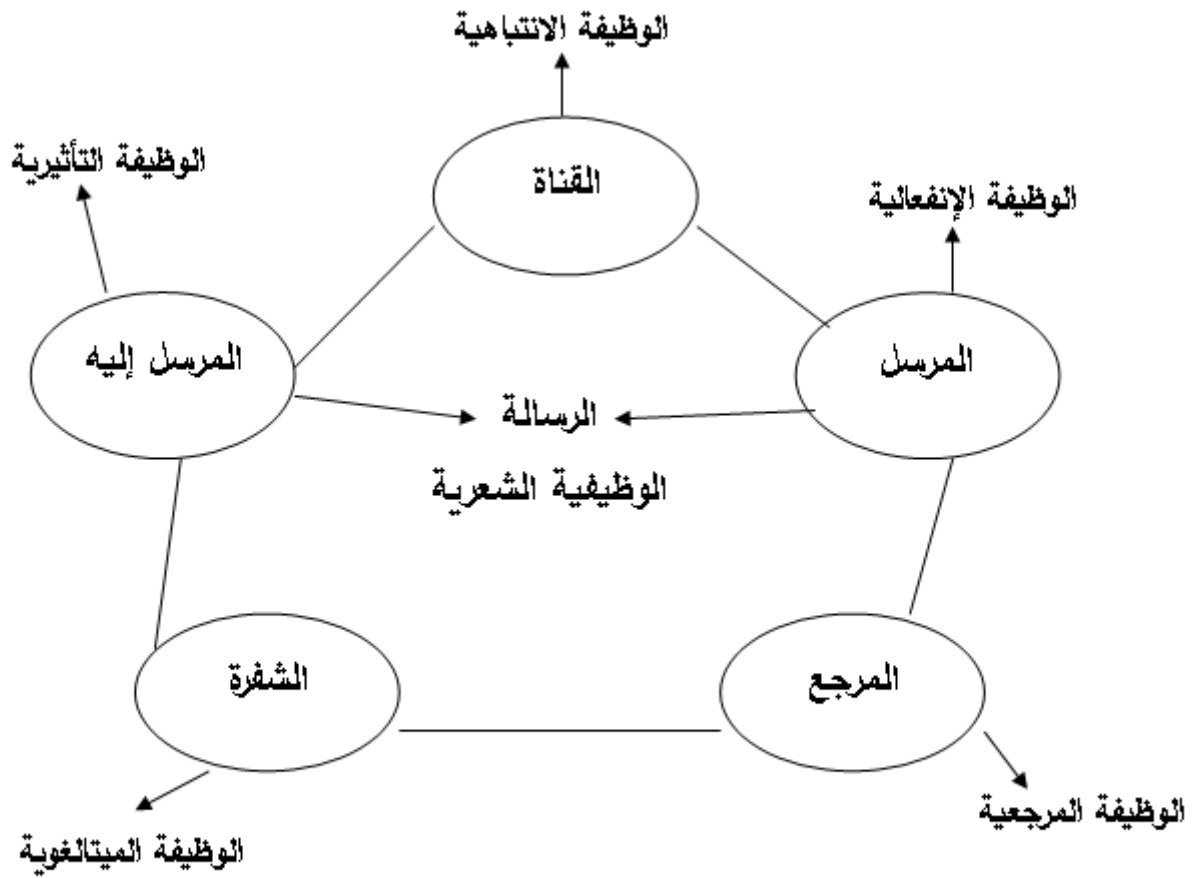 الوظيفة الانتباهية
القناة
الوظيفة التأثيرية
الوظيفة الإنفعالية
المرسل إليه
المرسل
الرسالة
الوظيفية الشعرية
الشفرة
المرجع
الوظيفة المرجعية
الوظيفة الميتالغوية